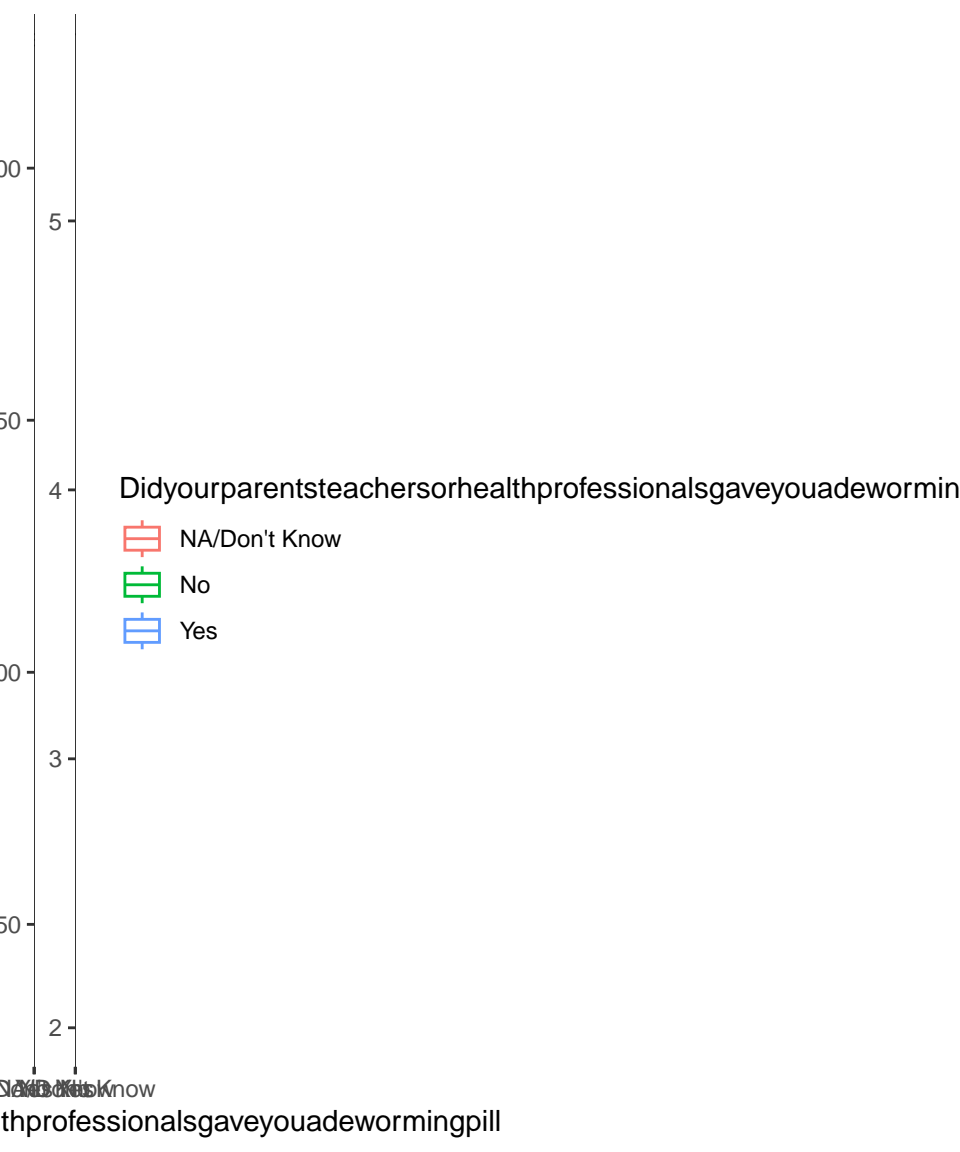 00
5
50
4
Didyourparentsteachersorhealthprofessionalsgaveyouadewormin
NA/Don't Know
No
Yes
00
3
50
2
thprofessionalsgaveyouadewormingpill